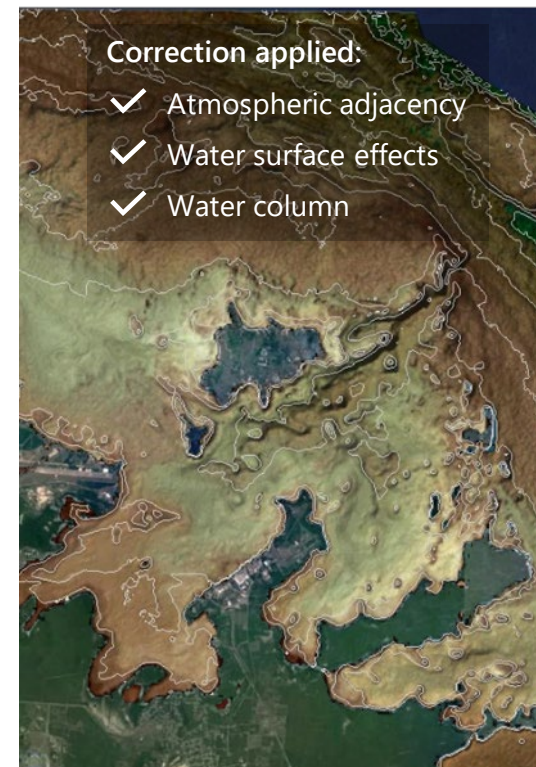 Correction applied:
Atmospheric adjacency
Water surface effects
Water column